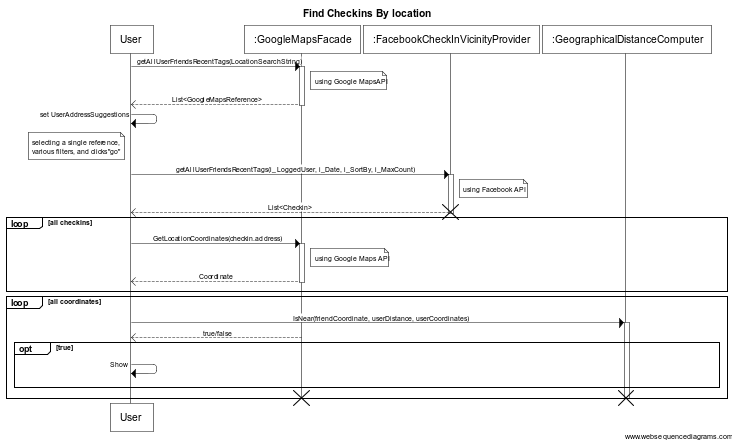 Find Checkins By location
User
:GoogleMapsFacade
:FacebookCheckInVicinityProvider
:GeographicalDistanceComputer
getAllUserFriendsRecentTags(LocationSearchString)
using Google MapsAPI
List<GoogleMapsReference>
set UserAddressSuggestions
selecting a single reference,
various filters, and clicks"go"
getAllUserFriendsRecentTags(i_LoggedUser, i_Date, i_SortBy, i_MaxCount)
using Facebook API
List<Checkin>
loop
[all checkins]
GetLocationCoordinates(checkin.address)
using Google Maps API
Coordinate
loop
[all coordinates]
IsNear(friendCoordinate, userDistance, userCoordinates)
true/false
opt
[true]
Show
User
www.websequencediagrams.com